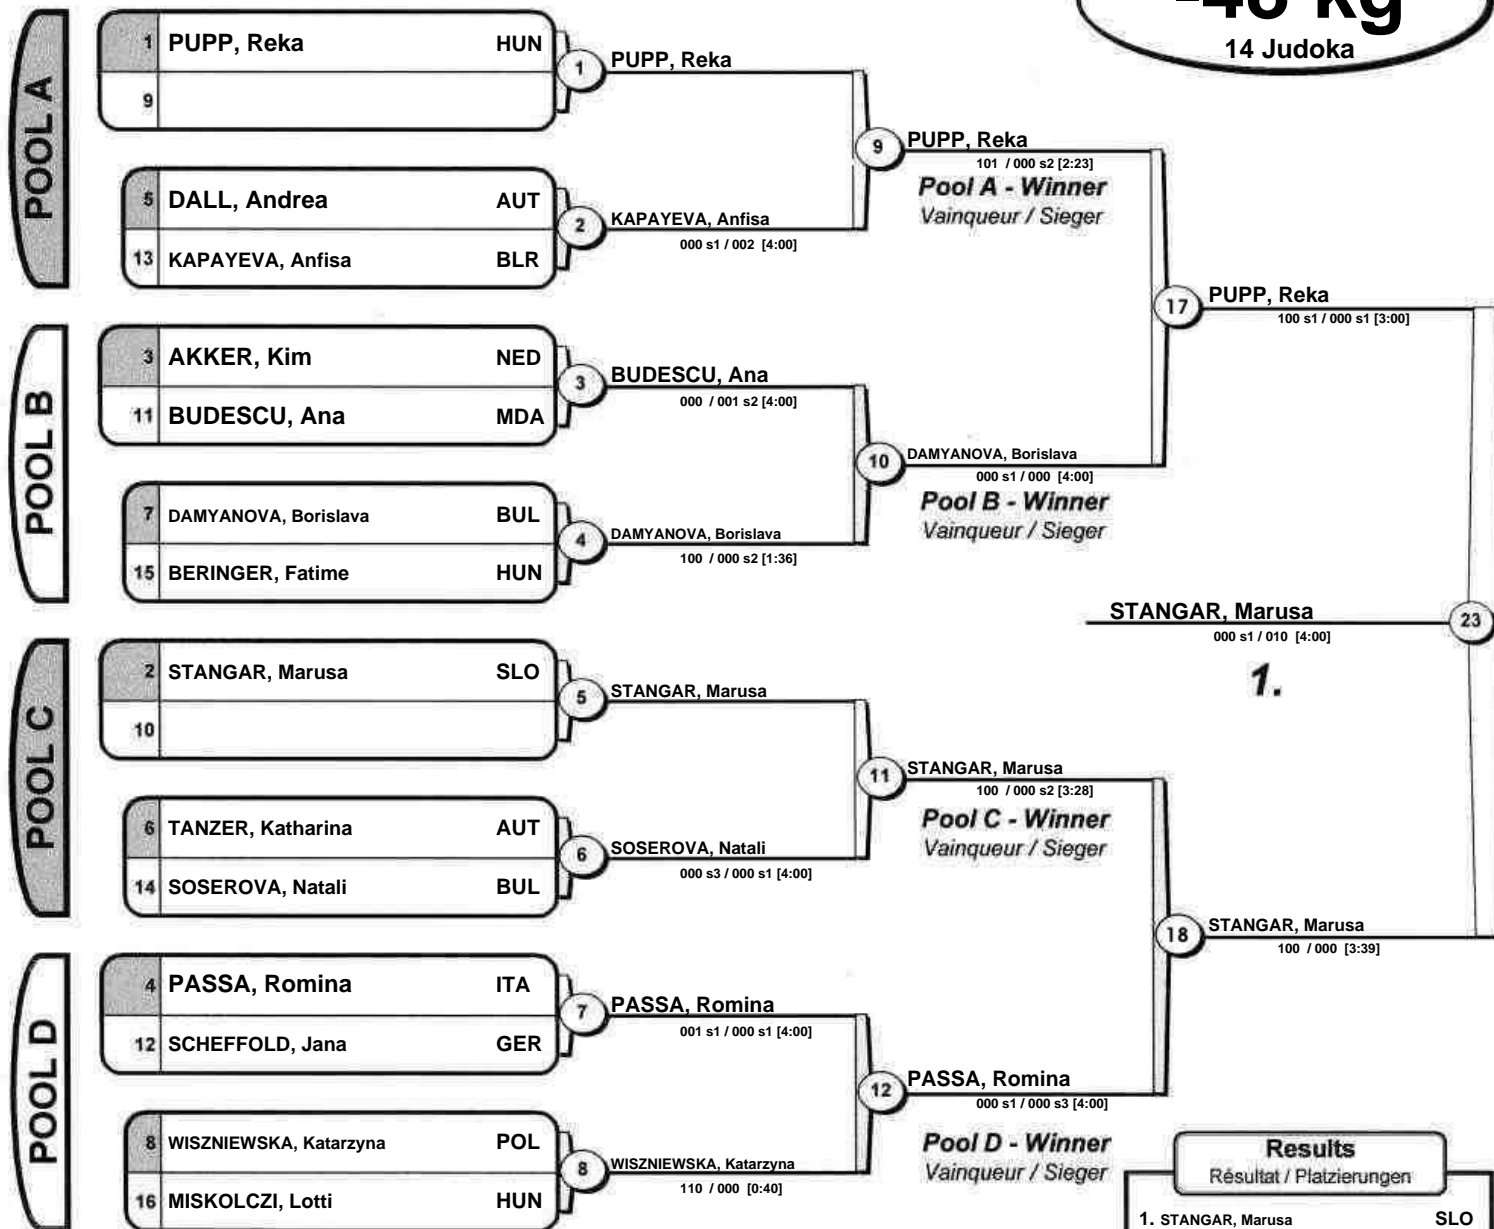 -48 kg
14 Judoka
POOL A
1 PUPP, Reka HUN
9
1 PUPP, Reka
5 DALL, Andrea AUT
13 KAPAYEVA, Anfisa BLR
2 KAPAYEVA, Anfisa
000 s1 / 002 [4:00]
9 PUPP, Reka
101 / 000 s2 [2:23]
Pool A - Winner
Vainqueur / Sieger
POOL B
3 AKKER, Kim NED
11 BUDESCU, Ana MDA
3 BUDESCU, Ana
000 / 001 s2 [4:00]
7 DAMYANOVA, Borislava BUL
15 BERINGER, Fatime HUN
4 DAMYANOVA, Borislava
100 / 000 s2 [1:36]
10 DAMYANOVA, Borislava
000 s1 / 000 [4:00]
Pool B - Winner
Vainqueur / Sieger
17 PUPP, Reka
100 s1 / 000 s1 [3:00]
STANGAR, Marusa 23
000 s1 / 010 [4:00]
1.
POOL C
2 STANGAR, Marusa SLO
10
5 STANGAR, Marusa
6 TANZER, Katharina AUT
14 SOSEROVA, Natali BUL
6 SOSEROVA, Natali
000 s3 / 000 s1 [4:00]
11 STANGAR, Marusa
100 / 000 s2 [3:28]
Pool C - Winner
Vainqueur / Sieger
18 STANGAR, Marusa
100 / 000 [3:39]
POOL D
4 PASSA, Romina ITA
12 SCHEFFOLD, Jana GER
7 PASSA, Romina
001 s1 / 000 s1 [4:00]
8 WISZNIEWSKA, Katarzyna POL
16 MISKOLCZI, Lotti HUN
8 WISZNIEWSKA, Katarzyna
110 / 000 [0:40]
12 PASSA, Romina
000 s1 / 000 s3 [4:00]
Pool D - Winner
Vainqueur / Sieger
Results
Résultat / Platzierungen
1. STANGAR, Marusa SLO